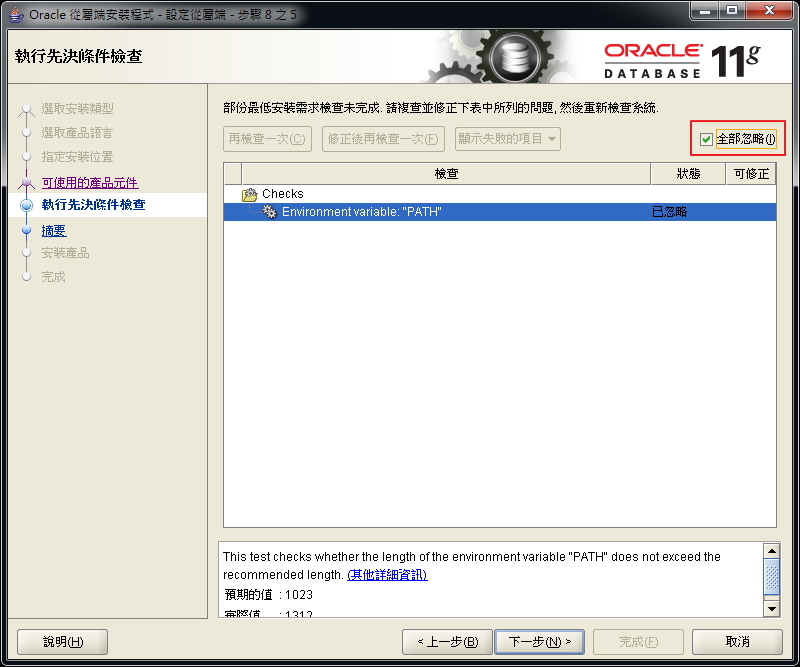 Oracle 從屬端安裝程式 - 設定從屬端 - 步驟 8 之 5
執行先決條件檢查
ORACLE
DATABASE
11g
選取安裝類型
選取產品語言
指定安裝位置
可使用的產品元件
執行先決條件檢查
摘要
安裝產品
完成
部份最低安裝需求檢查未完成. 請複查並修正下表中所列的問題, 然後重新檢查系統.
再檢查一次(C) 修正後再檢查一次(F) 顯示失敗的項目 全部忽略(I)
檢查 狀態 可修正
Checks
Environment variable: "PATH" 已忽略
This test checks whether the length of the environment variable "PATH" does not exceed the
recommended length. (其他詳細資訊)
預期的值 : 1023
實際值 : 1312
說明(H) < 上一步(B) 下一步(N) > 完成(F) 取消